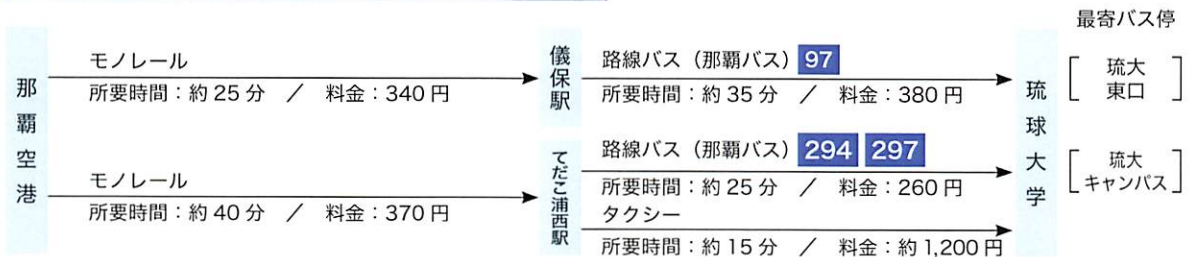 最寄バス停
那覇空港
モノレール
所要時間：約25分 ／ 料金：340円
儀保駅
路線バス（那覇バス） 97
所要時間：約35分 ／ 料金：380円
琉球大学
琉大
東口
モノレール
所要時間：約40分 ／ 料金：370円
てだこ浦西駅
路線バス（那覇バス） 294 297
所要時間：約25分 ／ 料金：260円
タクシー
所要時間：約15分 ／ 料金：約1,200円
琉大
キャンパス